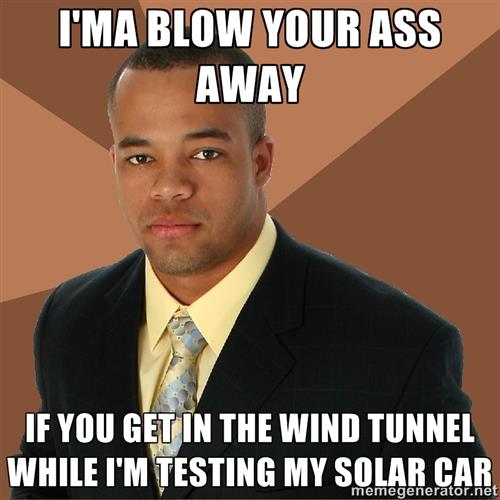 I'MA BLOW YOUR ASS
AWAY
IF YOU GET IN THE WIND TUNNEL
WHILE I'M TESTING MY SOLAR CAR
memegenerator.net